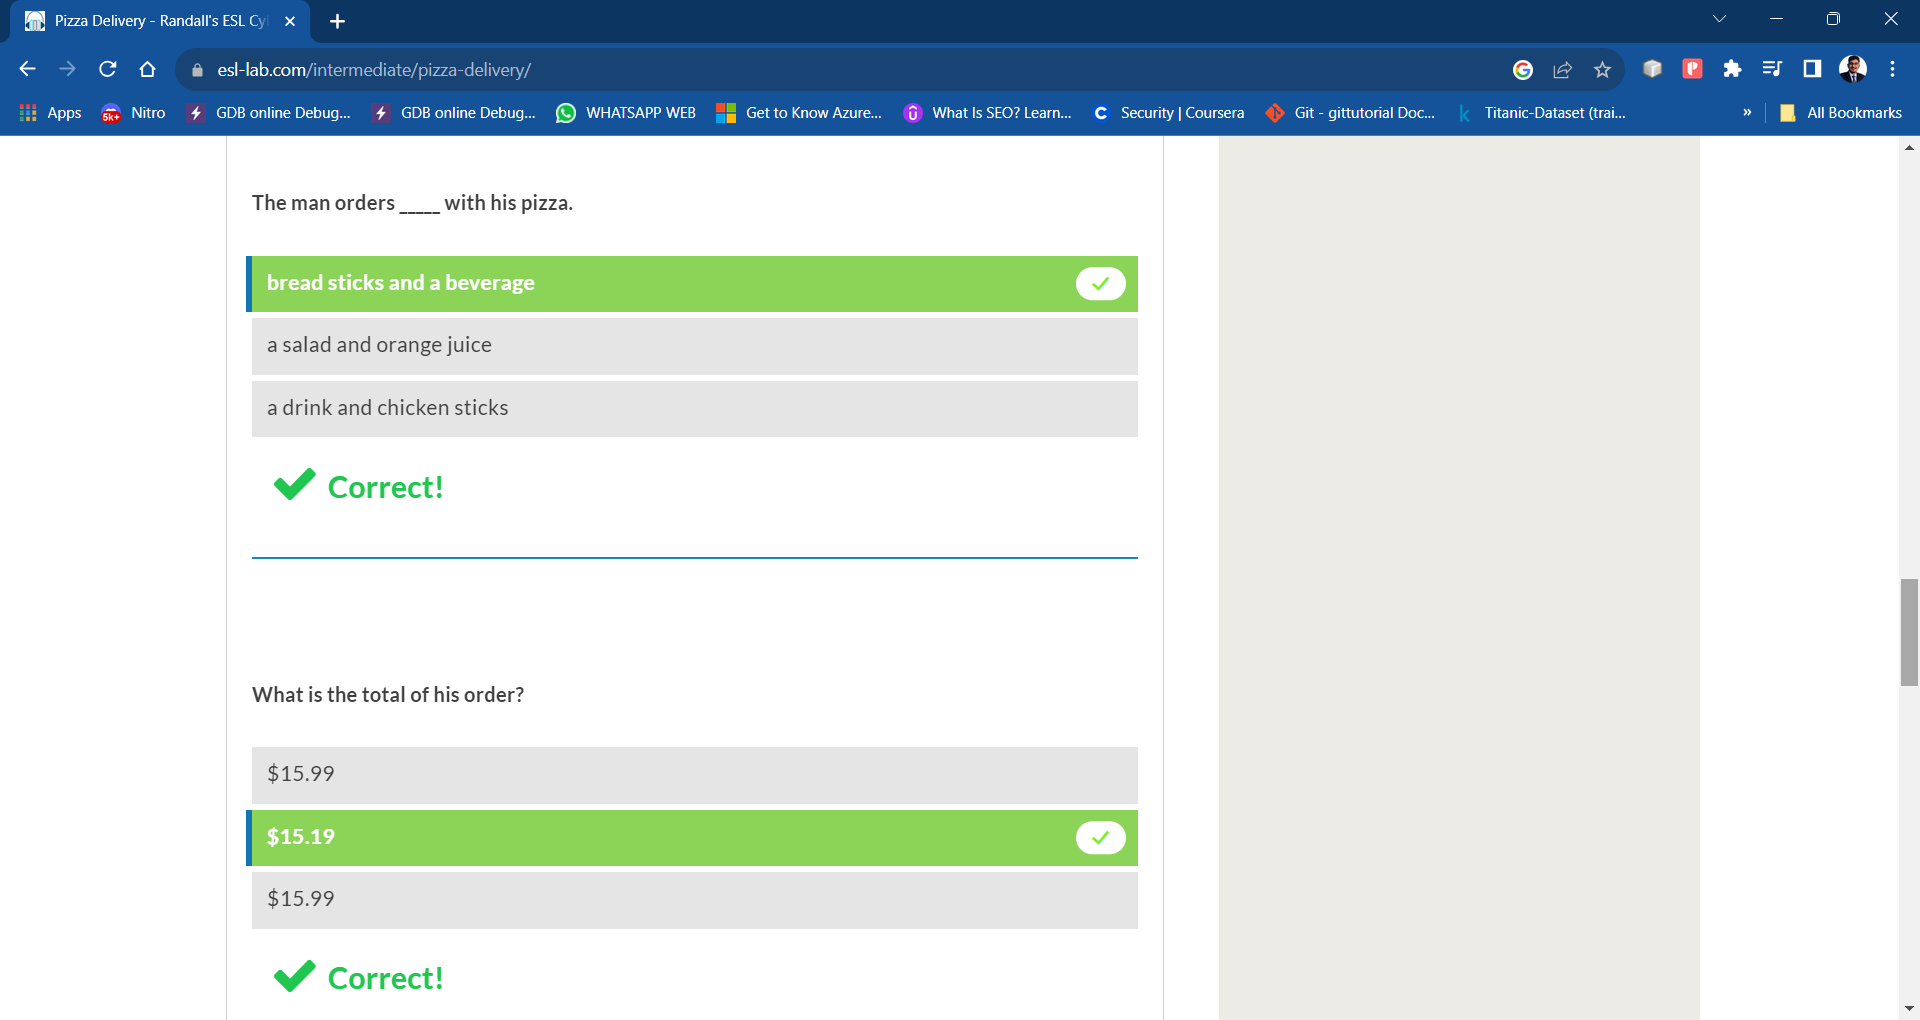 Pizza Delivery - Randall's ESL Cy
esl-lab.com/intermediate/pizza-delivery/
Apps
5k+
Nitro
GDB online Debug...
GDB online Debug...
WHATSAPP WEB
Get to Know Azure...
What Is SEO? Learn...
Security | Coursera
Git - gittutorial Doc...
Titanic-Dataset (trai...
»
All Bookmarks
The man orders _____ with his pizza.
bread sticks and a beverage
a salad and orange juice
a drink and chicken sticks
Correct!
What is the total of his order?
$15.99
$15.19
$15.99
Correct!